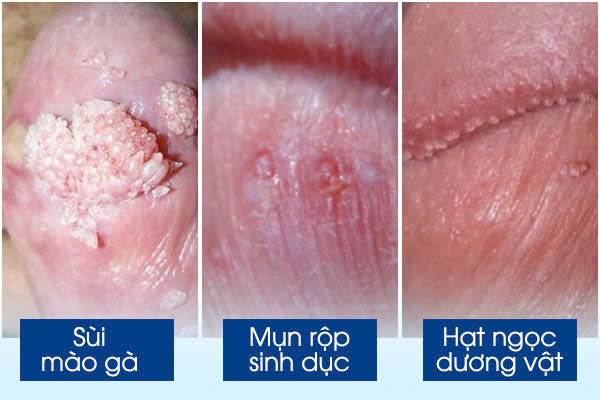 Sùi
mào gà
Mụn rộp
sinh dục
Hạt ngọc
dương vật